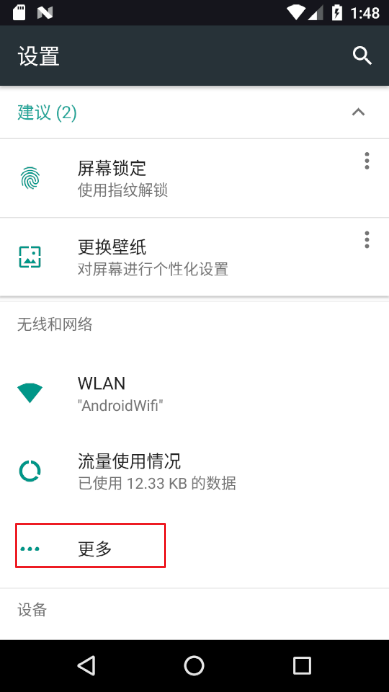 1:48
设置
建议 (2)
屏幕锁定
使用指纹解锁
更换壁纸
对屏幕进行个性化设置
无线和网络
WLAN
"AndroidWifi"
流量使用情况
已使用 12.33 KB 的数据
更多
设备